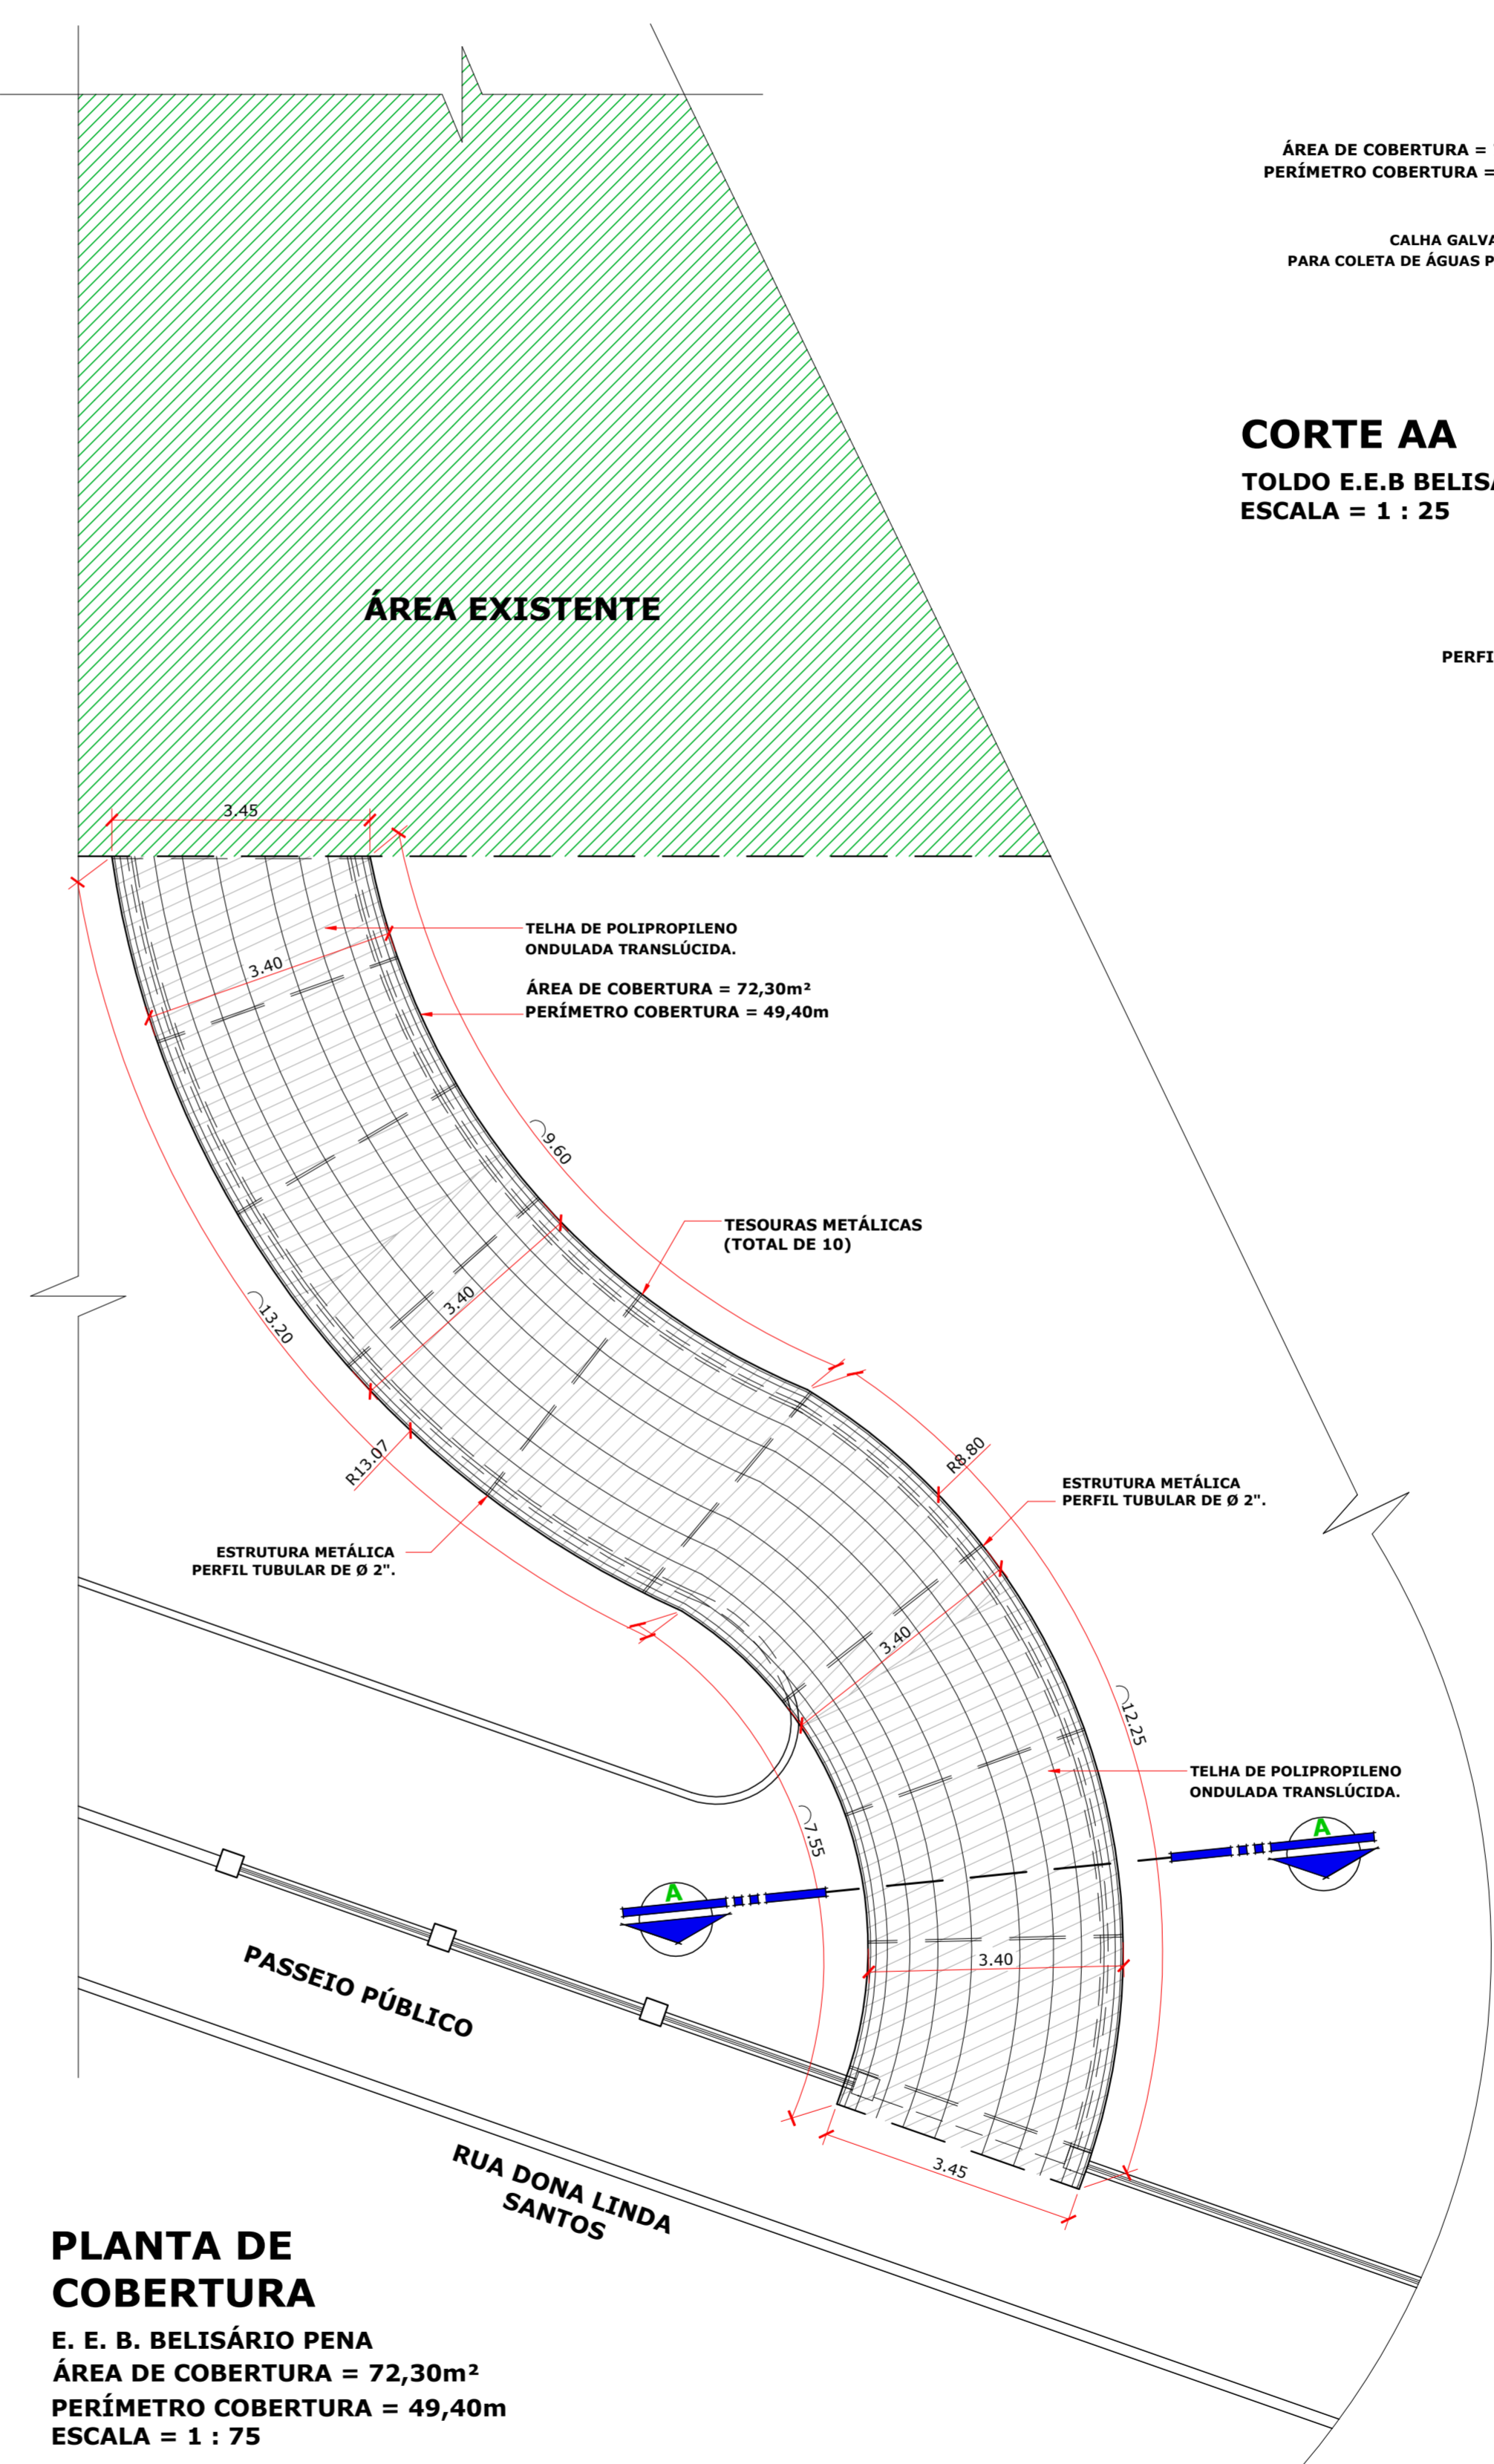 ÁREA DE COBERTURA =
PERÍMETRO COBERTURA =
CALHA
PARA COLETA DE ÁGUAS
CORTE AA
TOLDO E.E.B
ESCALA = 1 : 25
ÁREA EXISTENTE
3.45
TELHA DE POLIPROPILENO
ONDULADA TRANSLÚCIDA.
3.40
ÁREA DE COBERTURA = 72,30m²
PERÍMETRO COBERTURA = 49,40m
9.60
TESOURAS METÁLICAS
(TOTAL DE 10)
3.40
13.20
R13.07
R8.80
ESTRUTURA METÁLICA
PERFIL TUBULAR DE Ø 2".
ESTRUTURA METÁLICA
PERFIL TUBULAR DE Ø 2".
3.40
12.25
TELHA DE POLIPROPILENO
ONDULADA TRANSLÚCIDA.
7.55
A
A
3.40
PASSEIO PÚBLICO
3.45
RUA DONA LINDA
SANTOS
PLANTA DE
COBERTURA
E. E. B. BELISÁRIO PENA
ÁREA DE COBERTURA = 72,30m²
PERÍMETRO COBERTURA = 49,40m
ESCALA = 1 : 75